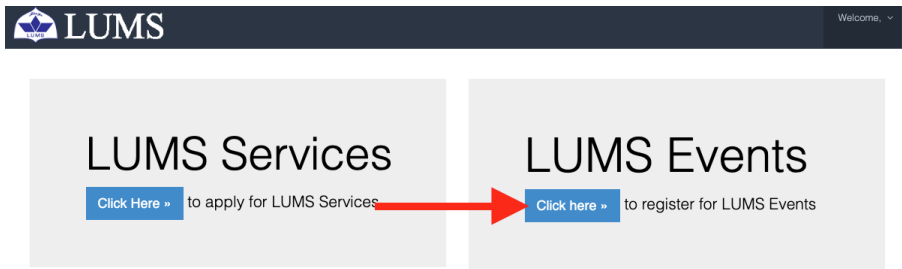 LUMS LUMS
Welcome,
LUMS Services
Click Here » to apply for LUMS Services
LUMS Events
Click here » to register for LUMS Events